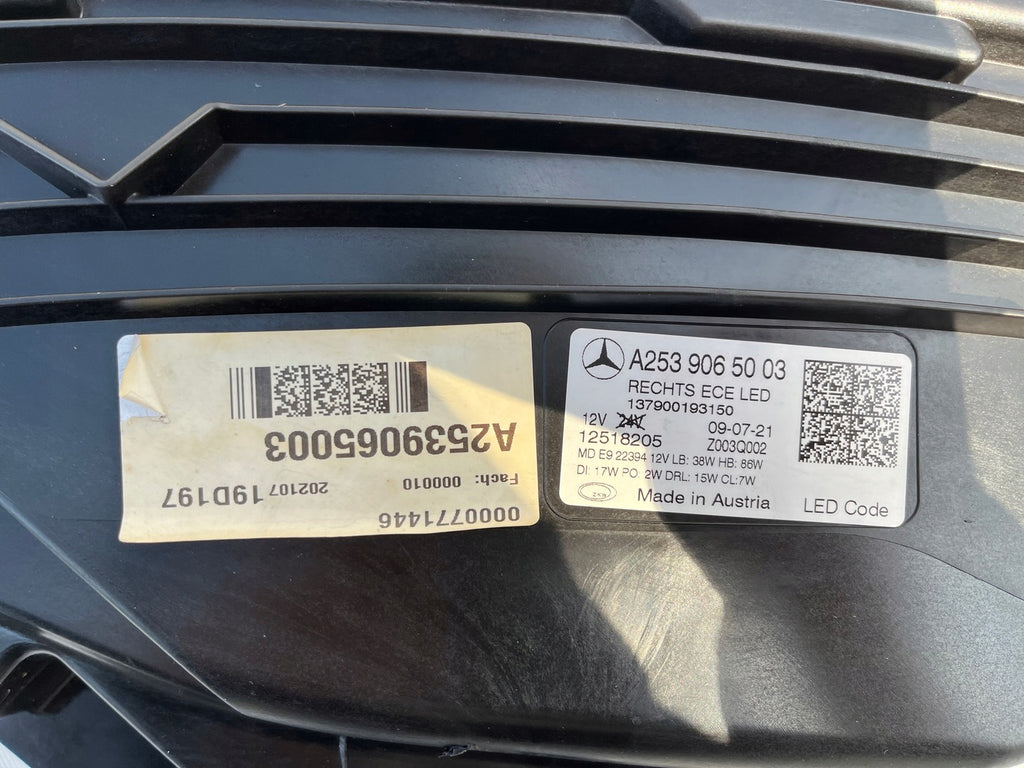 A253 906 50 03
RECHTS ECE LED
137900193150
12V 24V 09-07-21
12518205 Z003Q002
MD E9 22394 12V LB: 38W HB: 86W
DI: 17W PO: 2W DRL: 15W CL:7W
ZKW
Made in Austria
LED Code
0000771446
Fach: 000010 202107 19D197
A2539065003